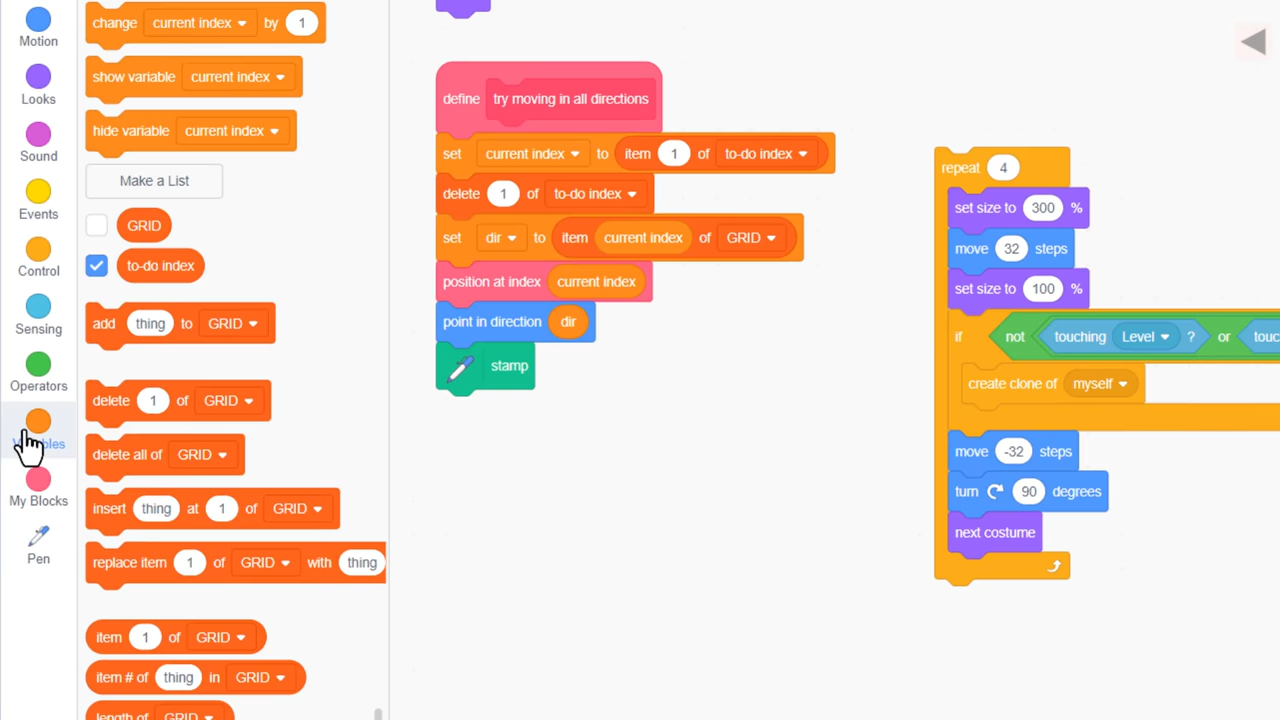 Motion
Looks
Sound
Events
Control
Sensing
Operators
Variables
My Blocks
Pen
change current index by 1
show variable current index
hide variable current index
Make a List
GRID
to-do index
add thing to GRID
delete 1 of GRID
delete all of GRID
insert thing at 1 of GRID
replace item 1 of GRID with thing
item 1 of GRID
item # of thing in GRID
length of GRID
define try moving in all directions
set current index to item 1 of to-do index
delete 1 of to-do index
set dir to item current index of GRID
position at index current index
point in direction dir
stamp
repeat 4
set size to 300 %
move 32 steps
set size to 100 %
if not touching Level ? or
create clone of myself
move -32 steps
turn 90 degrees
next costume